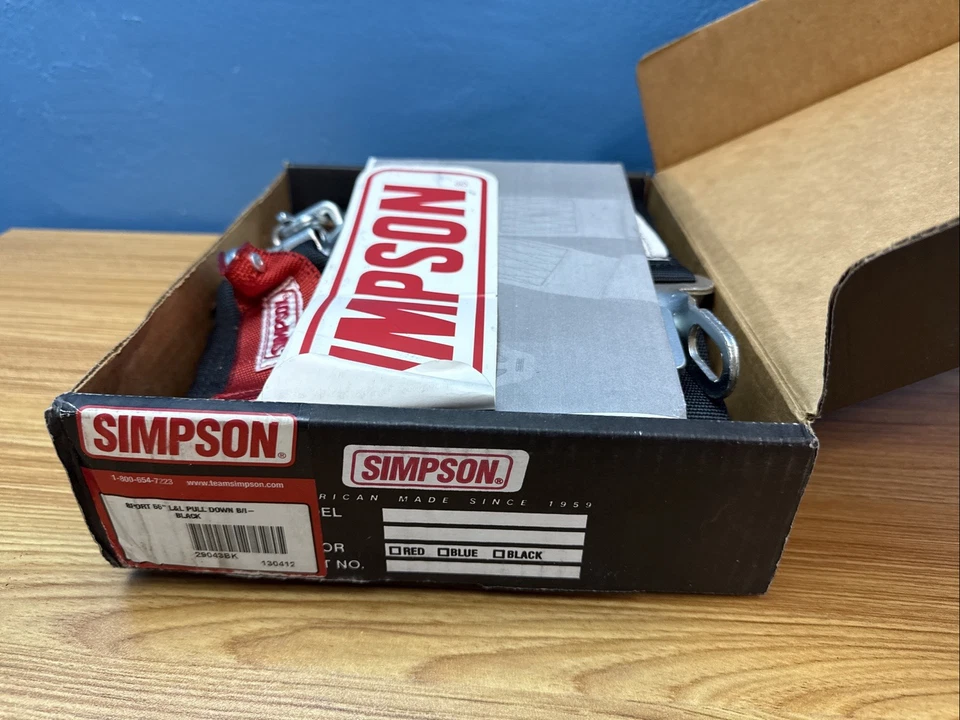 SIMPSON
SIMPSON
SIMPSON®
1-800-654-7223 www.teamsimpson.com
SPORT 66" L&L PULL DOWN B/I-
BLACK
29043BK
130412
SIMPSON®
RICAN MADE SINCE 1959
EL
OR
RED BLUE BLACK
T NO.